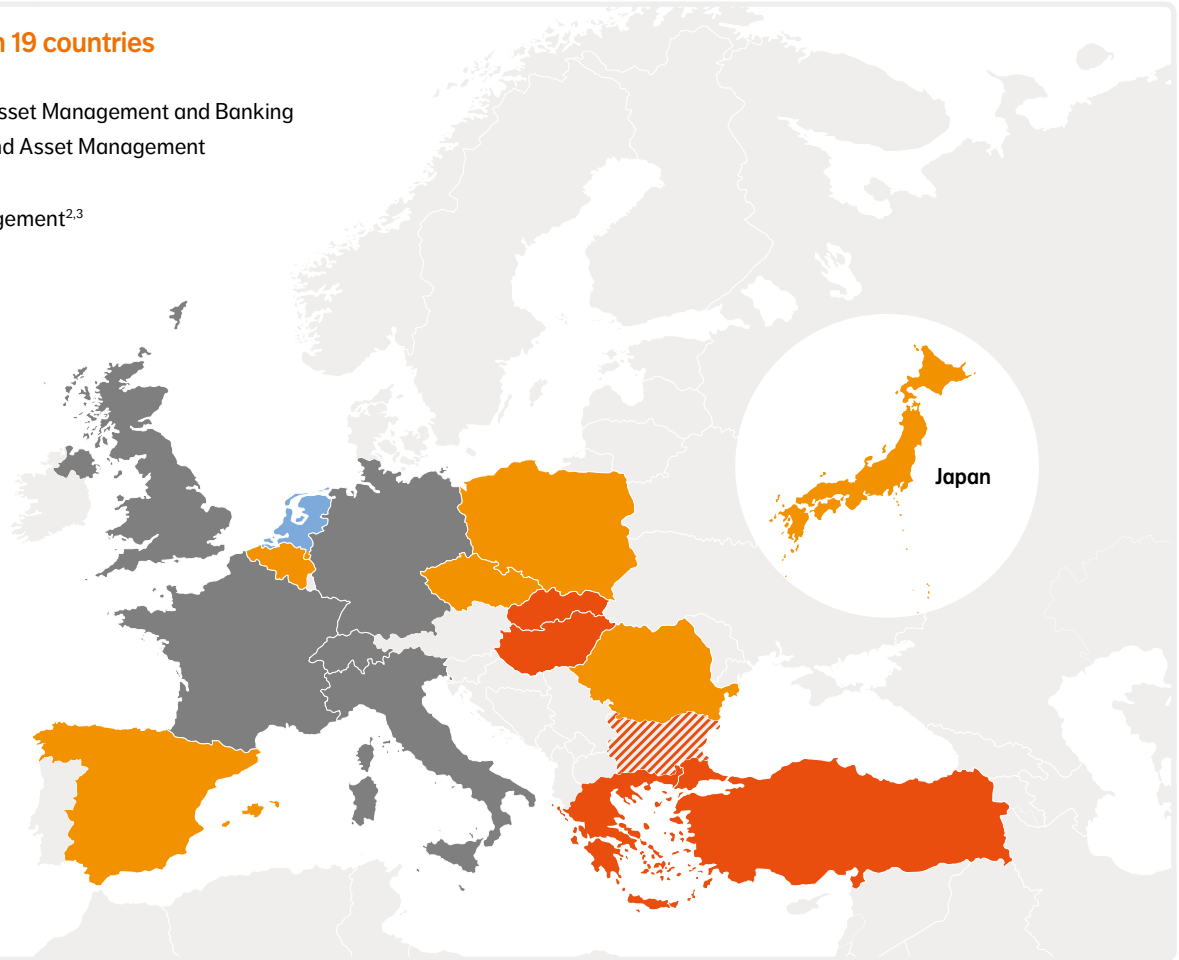 19 countries
sset Management and Banking
d Asset Management
gement2,3
Japan